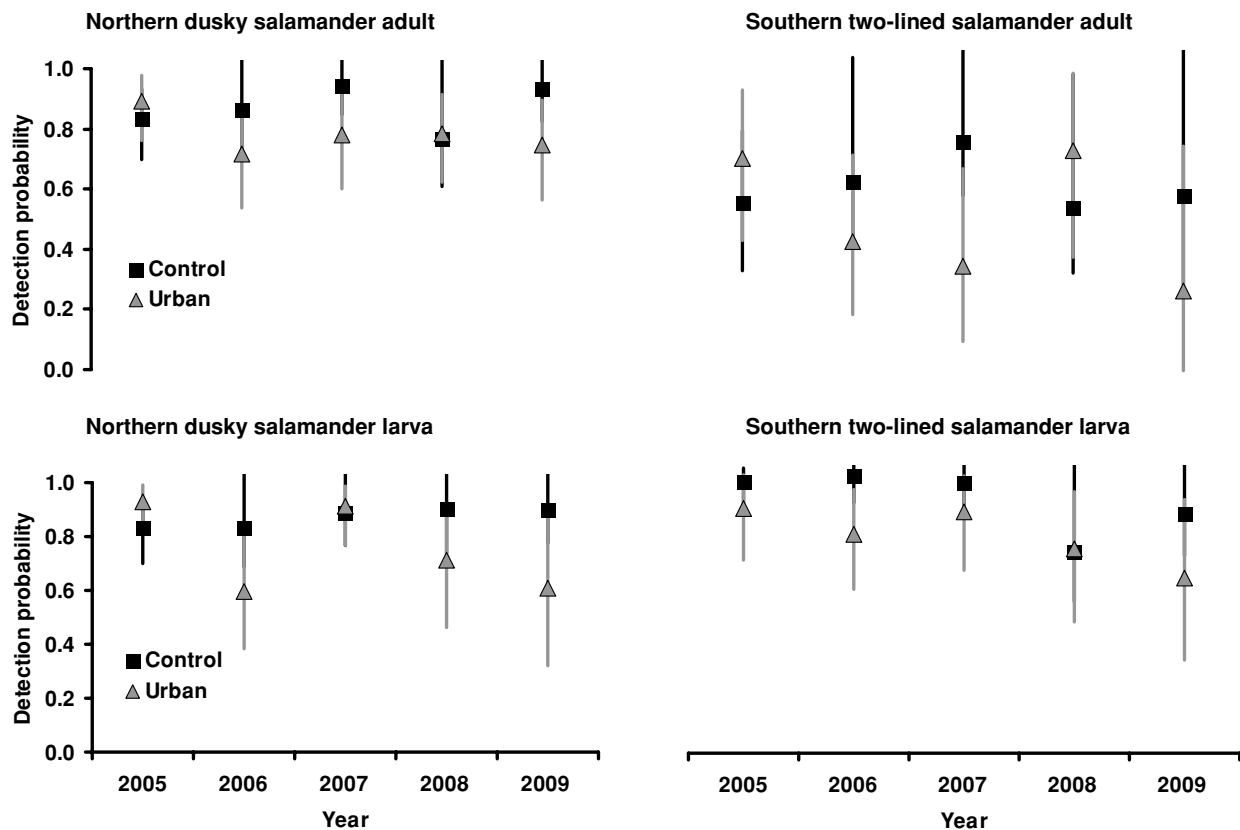 Northern dusky salamander adult
Southern two-lined salamander adult
Detection probability
1.0
0.8
0.6
0.4
0.2
0.0
Control
Urban
Northern dusky salamander larva
Southern two-lined salamander larva
Detection probability
1.0
0.8
0.6
0.4
0.2
0.0
Control
Urban
2005 2006 2007 2008 2009
Year
2005 2006 2007 2008 2009
Year